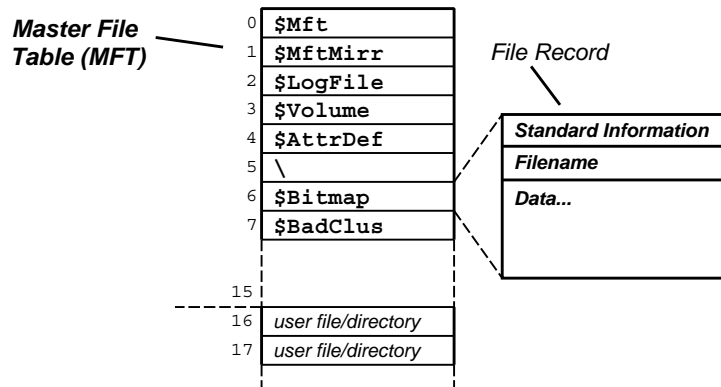 Master File
Table (MFT)
0 $Mft
1 $MftMirr
2 $LogFile
3 $Volume
4 $AttrDef
5 \
6 $Bitmap
7 $BadClus
15
16 user file/directory
17 user file/directory
File Record
Standard Information
Filename
Data...